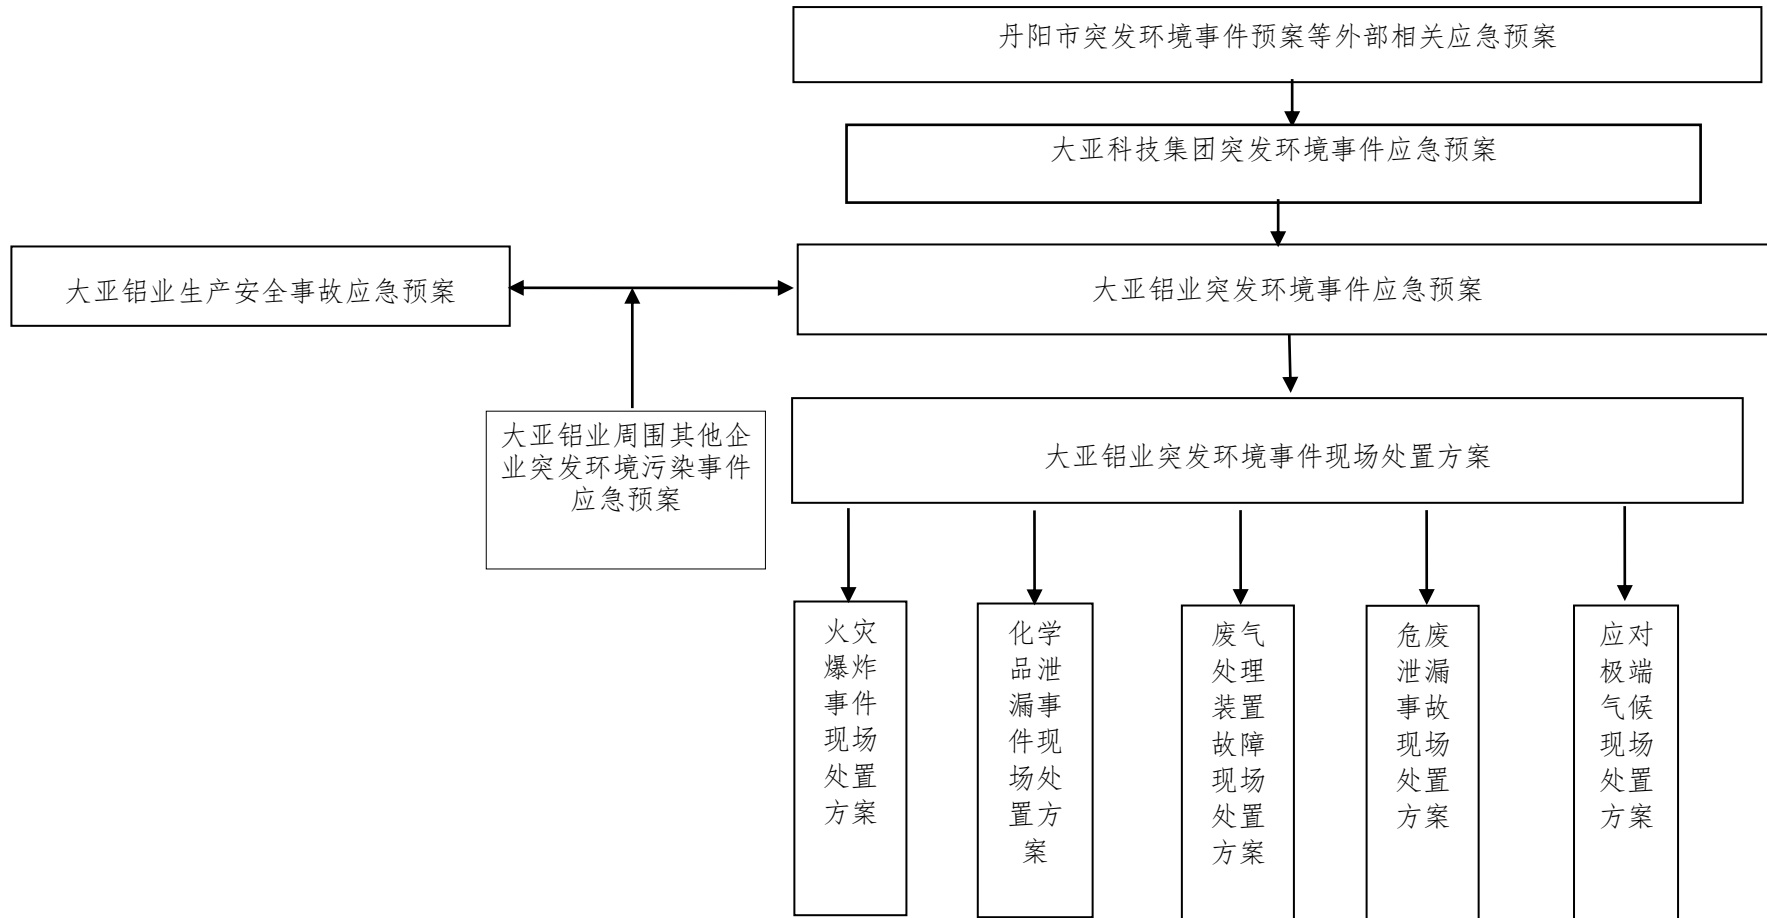 丹阳市突发环境事件预案等外部相关应急预案
大亚科技集团突发环境事件应急预案
大亚铝业生产安全事故应急预案
大亚铝业突发环境事件应急预案
大亚铝业周围其他企
业突发环境污染事件
应急预案
大亚铝业突发环境事件现场处置方案
火灾
爆炸
事件
现场
处置
方案
化学
品泄
漏事
件现
场处
置方
案
废气
处理
装置
故障
现场
处置
方案
危废
泄漏
事故
现场
处置
方案
应对
极端
气候
现场
处置
方案